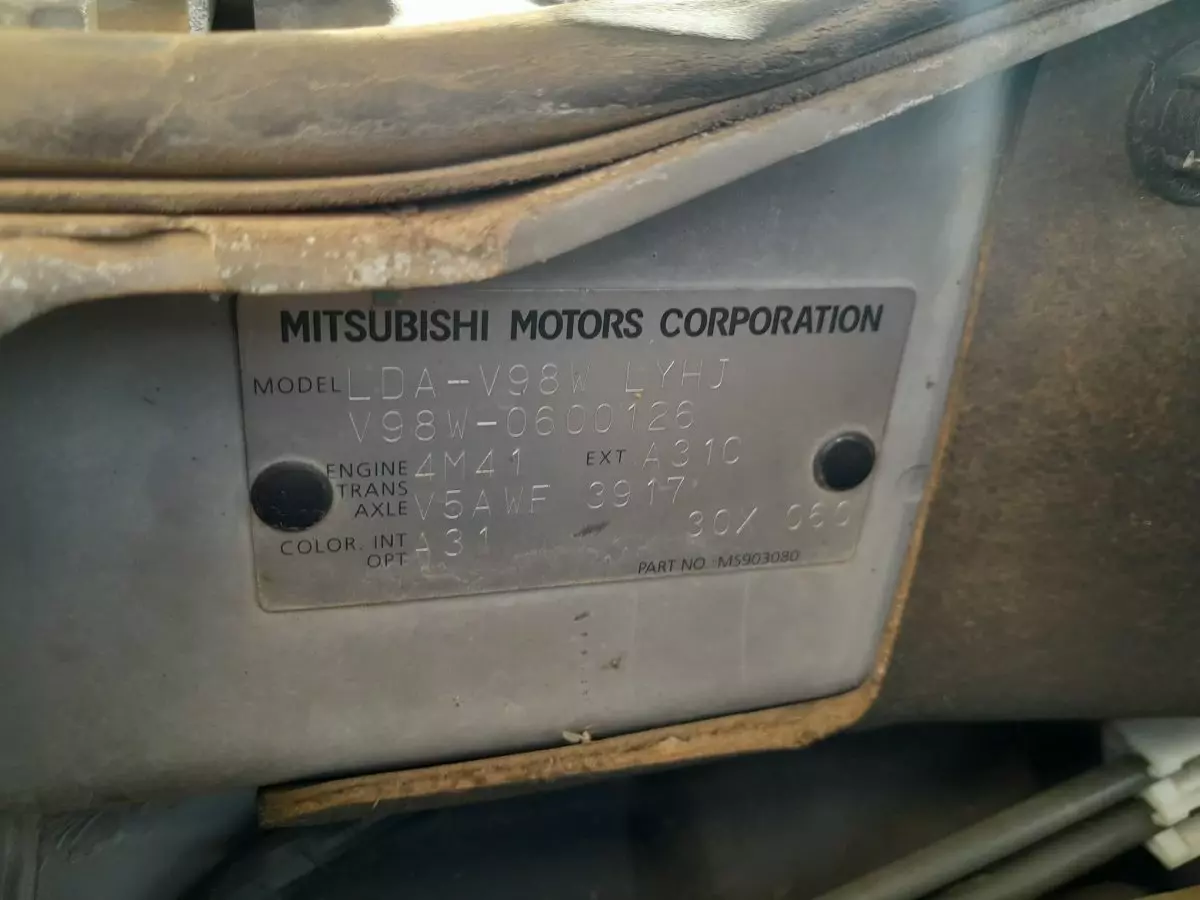 MITSUBISHI MOTORS CORPORATION
MODEL LDA-V98W LYHJ
V98W-0600126
ENGINE 4M41 EXT A31C
TRANS AXLE V5AWF 3917
COLOR. INT OPT A31 30/ 060
PART NO. MS903080